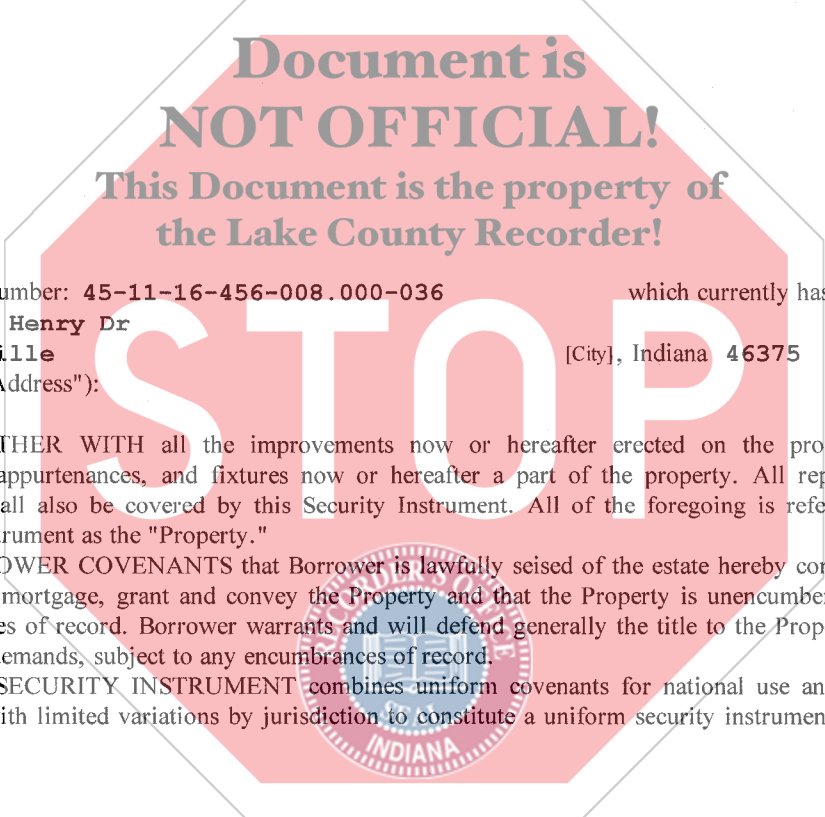 Document is
NOT OFFICIAL!
This Document is the property of
the Lake County Recorder!
umber: 45-11-16-456-008.000-036 which currently has
Henry Dr
ille [City], Indiana 46375
Address"):
STOP
THER WITH all the improvements now or hereafter erected on the pro
appurtenances, and fixtures now or hereafter a part of the property. All rep
all also be covered by this Security Instrument. All of the foregoing is refe
rument as the "Property."
OWER COVENANTS that Borrower is lawfully seised of the estate hereby con
mortgage, grant and convey the Property and that the Property is unencumber
es of record. Borrower warrants and will defend generally the title to the Prop
emands, subject to any encumbrances of record.
SECURITY INSTRUMENT combines uniform covenants for national use an
ith limited variations by jurisdiction to constitute a uniform security instrumen
RECORDER'S OFFICE
SEAL
INDIANA